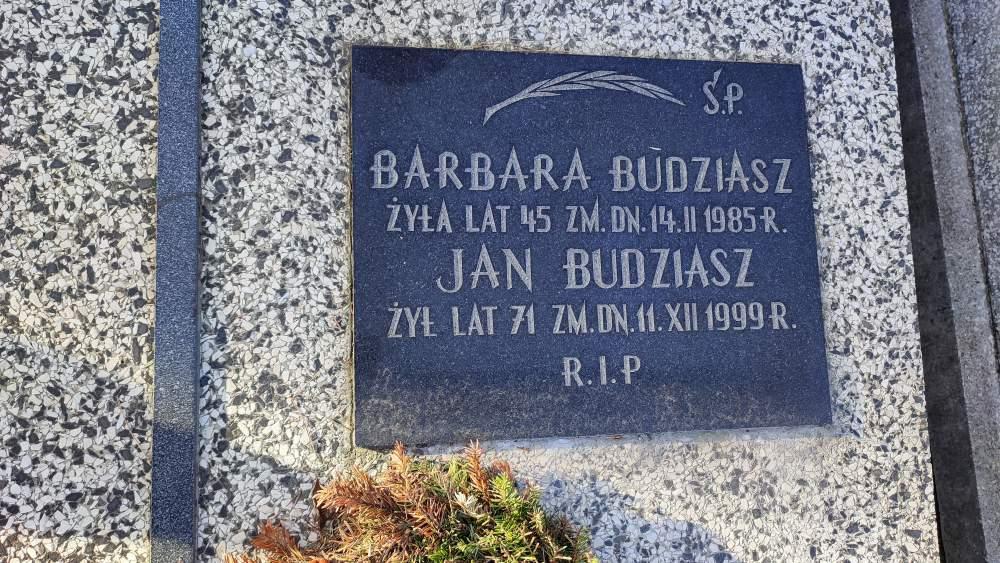 Ś.P.
BARBARA BUDZIASZ
ŻYŁA LAT 45 ZM.DN.14.II 1985 R.
JAN BUDZIASZ
ŻYŁ LAT 71 ZM.DN.11.XII 1999 R.
R.I.P